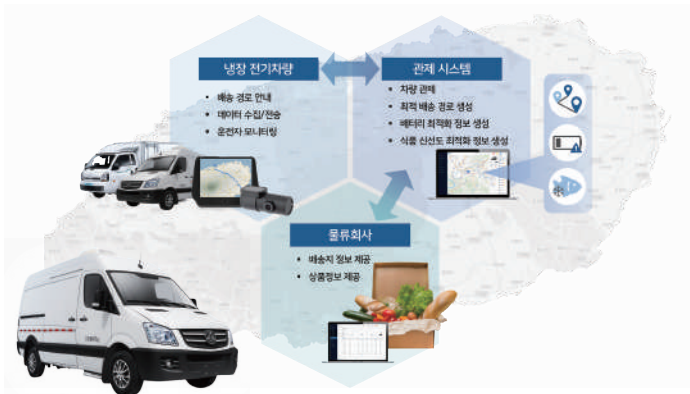 냉장 전기차량
• 배송 경로 안내
• 데이터 수집/전송
• 운전자 모니터링
관제 시스템
• 차량 관제
• 최적 배송 경로 생성
• 배터리 최적화 정보 생성
• 식품 신선도 최적화 정보 생성
물류회사
• 배송지 정보 제공
• 상품정보 제공